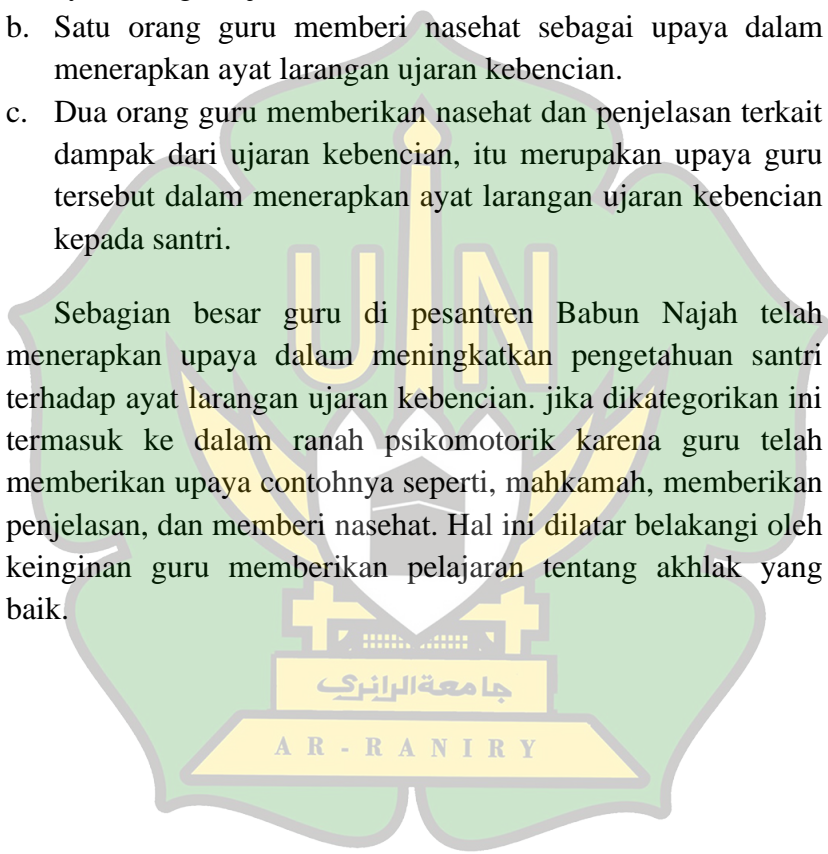 b. Satu orang guru memberi nasehat sebagai upaya dalam
menerapkan ayat larangan ujaran kebencian.
c. Dua orang guru memberikan nasehat dan penjelasan terkait
dampak dari ujaran kebencian, itu merupakan upaya guru
tersebut dalam menerapkan ayat larangan ujaran kebencian
kepada santri.
Sebagian besar guru di pesantren Babun Najah telah
menerapkan upaya dalam meningkatkan pengetahuan santri
terhadap ayat larangan ujaran kebencian. jika dikategorikan ini
termasuk ke dalam ranah psikomotorik karena guru telah
memberikan upaya contohnya seperti, mahkamah, memberikan
penjelasan, dan memberi nasehat. Hal ini dilatar belakangi oleh
keinginan guru memberikan pelajaran tentang akhlak yang
baik.
UIN
جامعة الرانري
AR-RANIRY